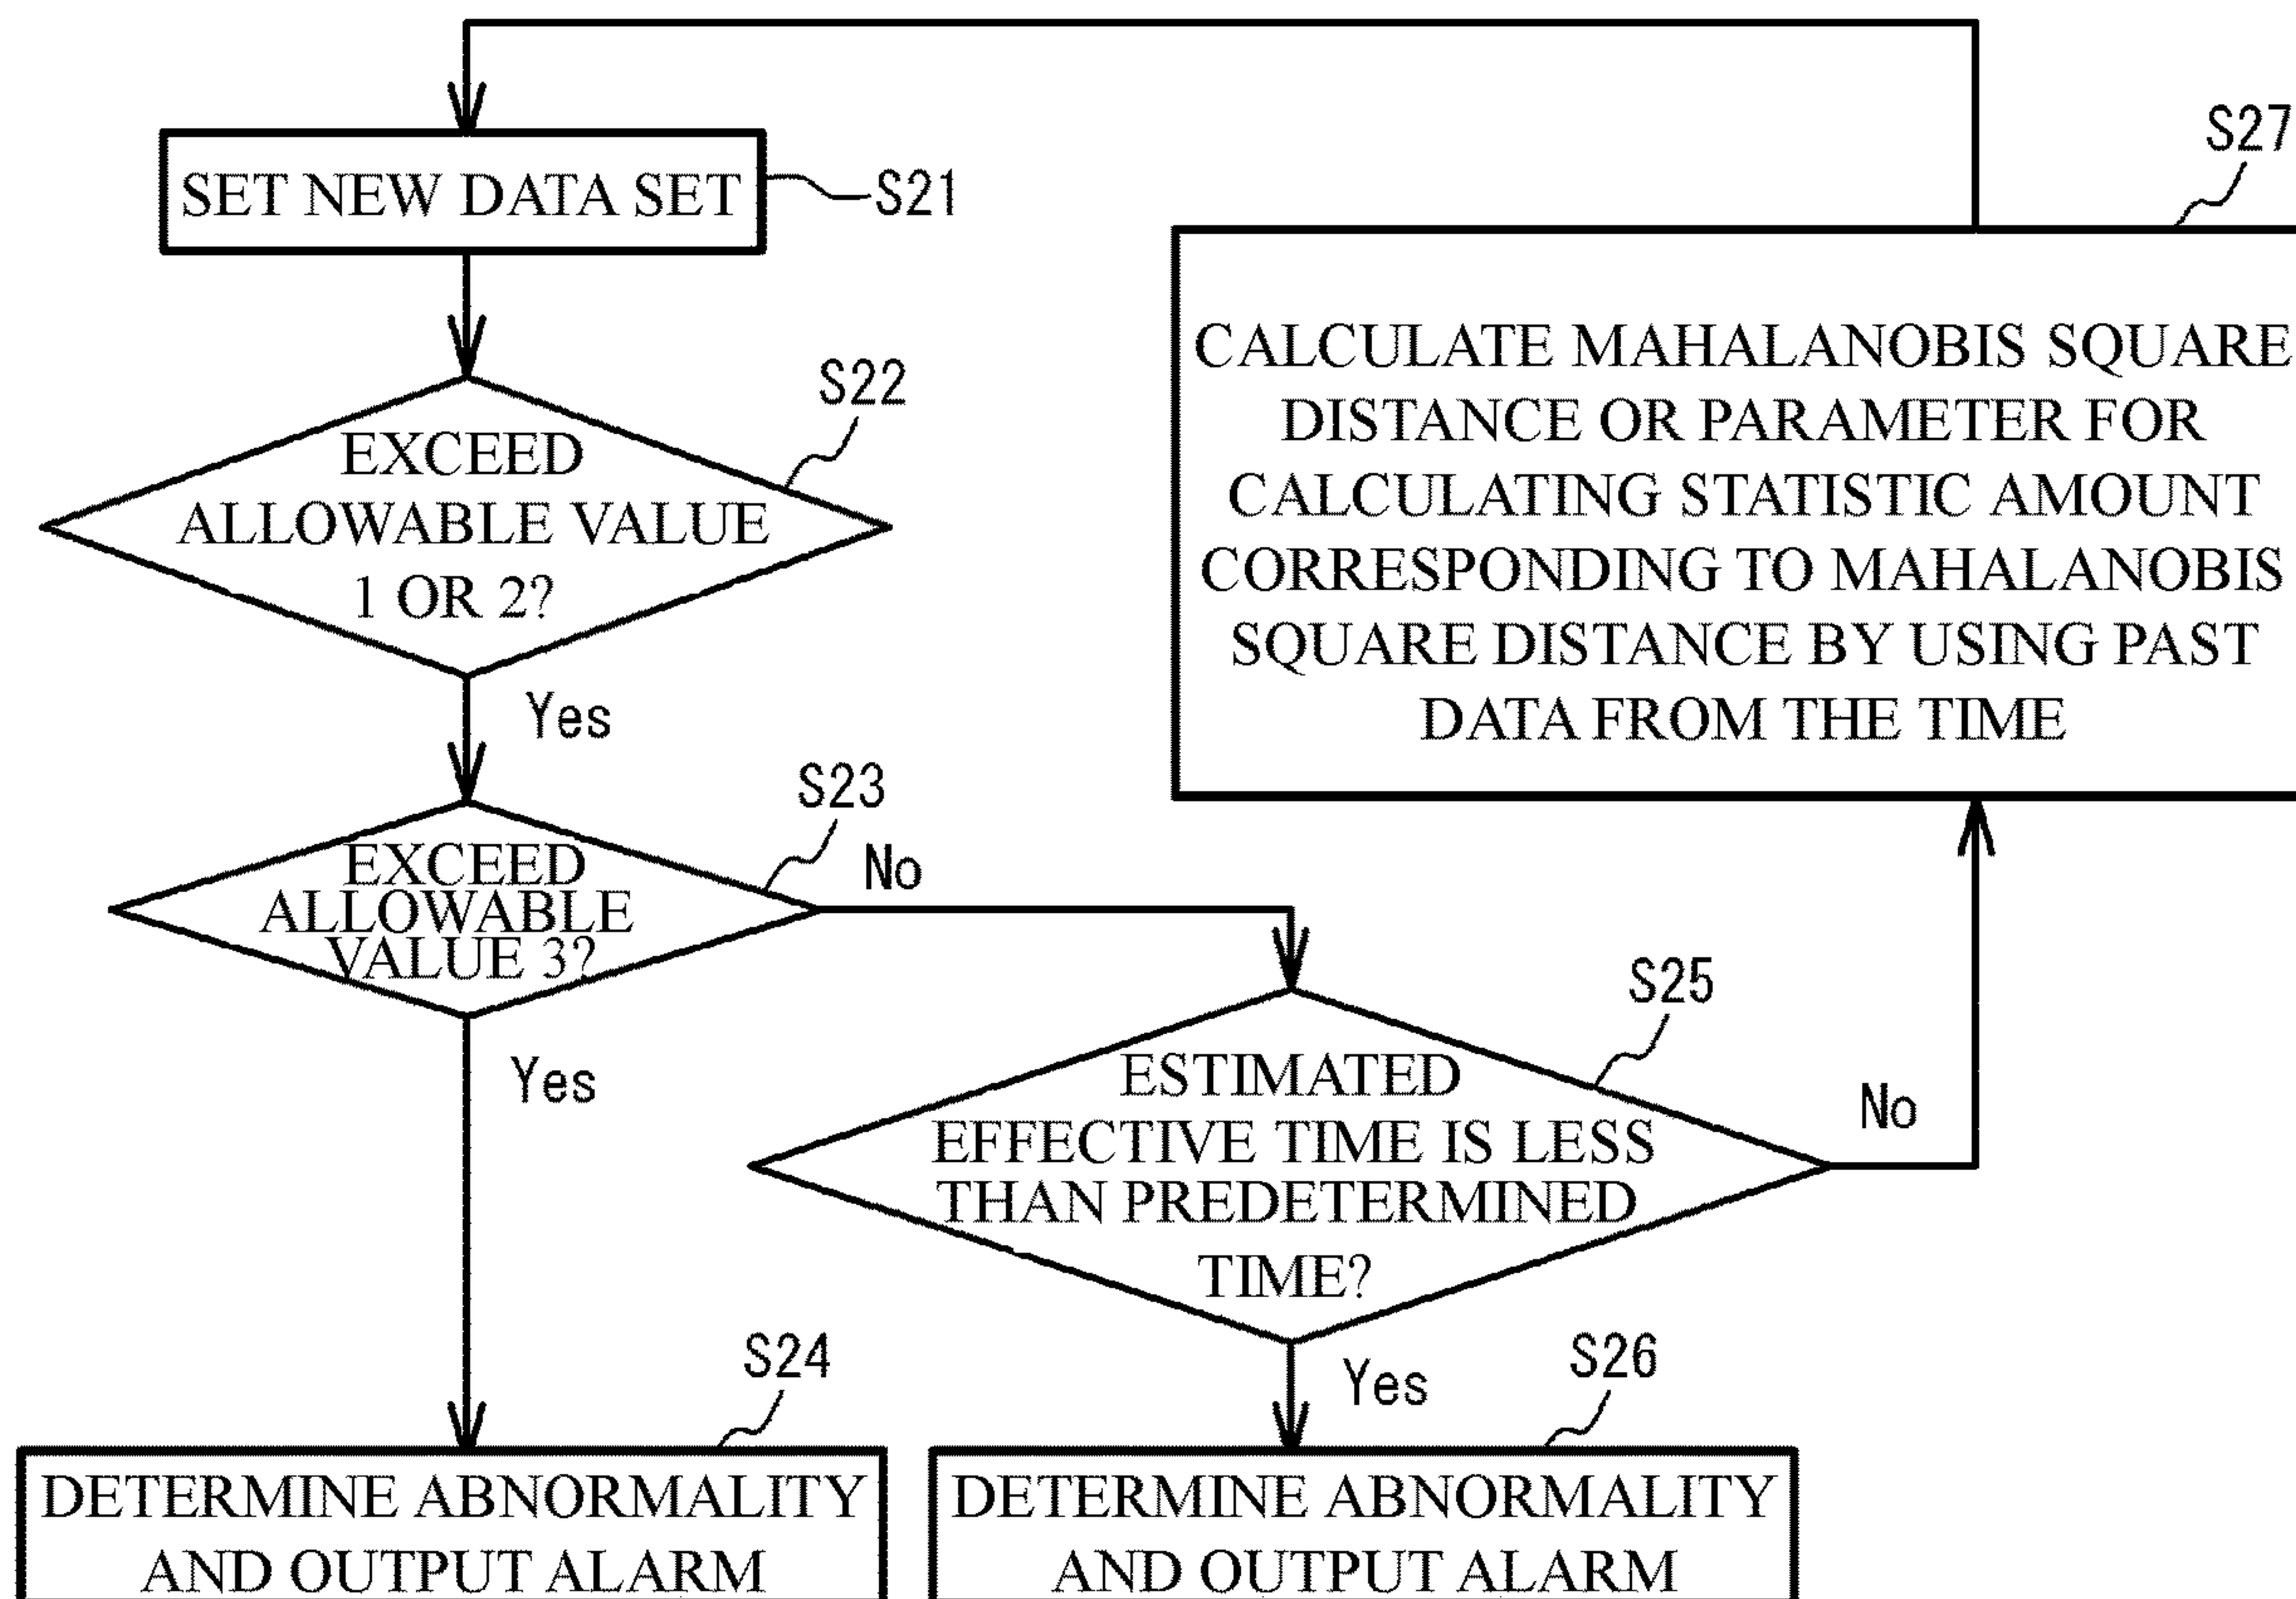 SET NEW DATA SET
S21
S22
EXCEED
ALLOWABLE VALUE
1 OR 2?
Yes
S23
EXCEED
ALLOWABLE
VALUE 3?
No
Yes
S24
DETERMINE ABNORMALITY
AND OUTPUT ALARM
S25
ESTIMATED
EFFECTIVE TIME IS LESS
THAN PREDETERMINED
TIME?
No
Yes
S26
DETERMINE ABNORMALITY
AND OUTPUT ALARM
S27
CALCULATE MAHALANOBIS SQUARE
DISTANCE OR PARAMETER FOR
CALCULATING STATISTIC AMOUNT
CORRESPONDING TO MAHALANOBIS
SQUARE DISTANCE BY USING PAST
DATA FROM THE TIME